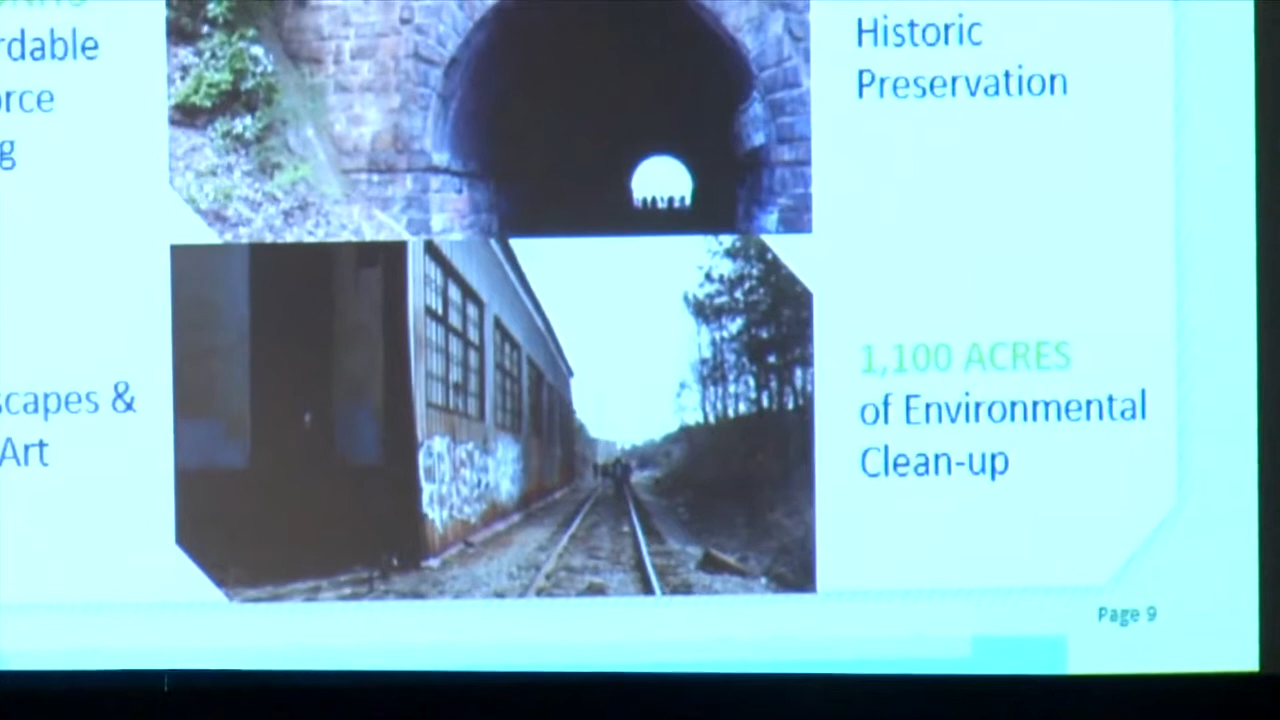 rdable
Historic
Preservation
orce
g
1,100 ACRES
of Environmental
Clean-up
scapes &
Art
Page 9